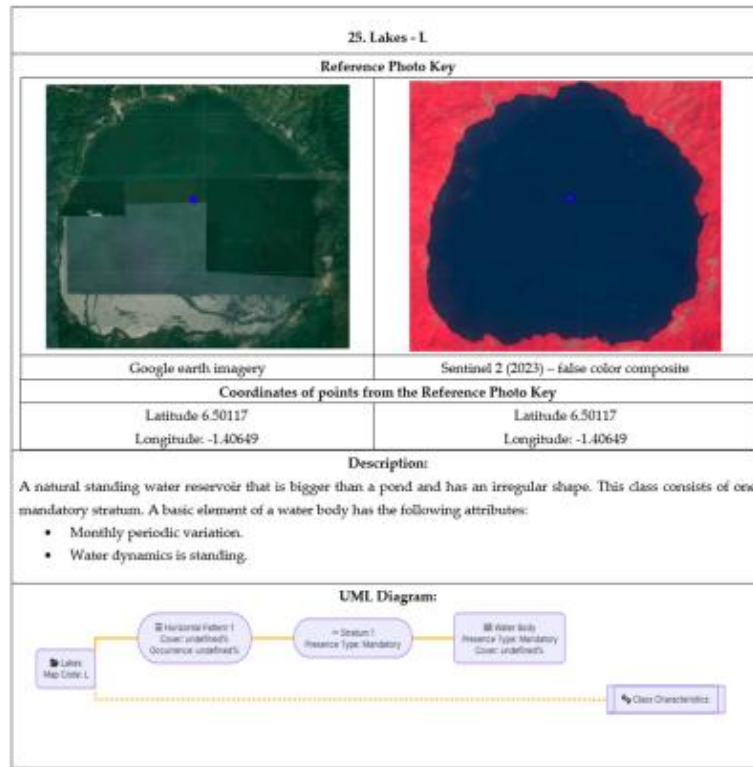 25. Lakes - L
Reference Photo Key
Google earth imagery
Sentinel 2 (2023) – false color composite
Coordinates of points from the Reference Photo Key
Latitude 6.50117
Longitude: -1.40649
Latitude 6.50117
Longitude: -1.40649
Description:
A natural standing water reservoir that is bigger than a pond and has an irregular shape. This class consists of one
mandatory stratum. A basic element of a water body has the following attributes:
• Monthly periodic variation.
• Water dynamics is standing.
UML Diagram:
Lakes
Map Code: L
Horizontal Pattern 1
Cover: undefined%
Occurrence: undefined%
Stratum 1
Presence Type: Mandatory
Water Body
Presence Type: Mandatory
Cover: undefined%
Class Characteristics